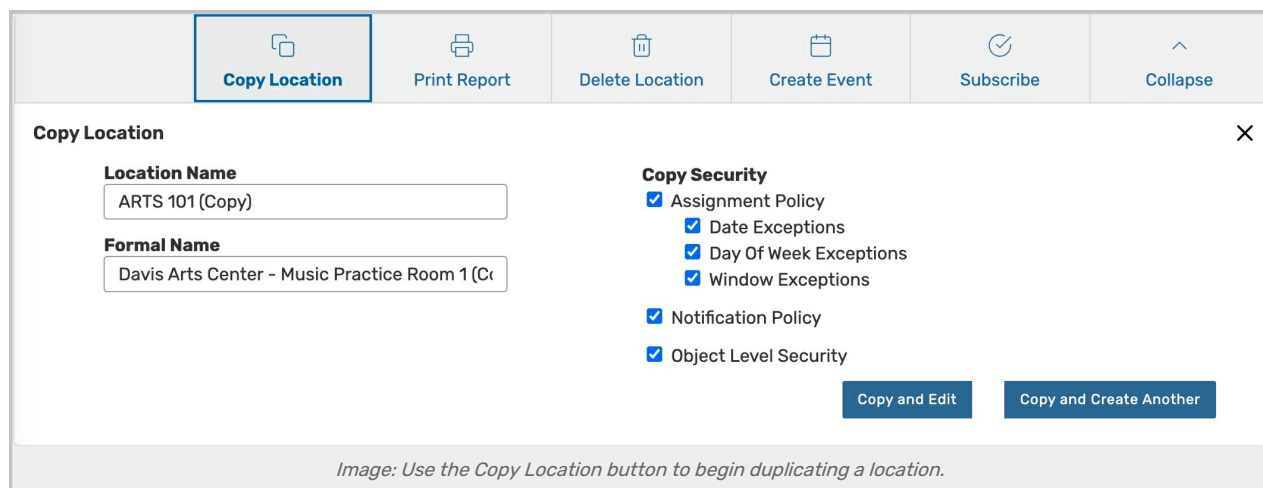 Copy Location
Print Report
Delete Location
Create Event
Subscribe
Collapse
Copy Location
Location Name
ARTS 101 (Copy)
Formal Name
Davis Arts Center - Music Practice Room 1 (Co
Copy Security
Assignment Policy
Date Exceptions
Day Of Week Exceptions
Window Exceptions
Notification Policy
Object Level Security
Copy and Edit
Copy and Create Another
Image: Use the Copy Location button to begin duplicating a location.